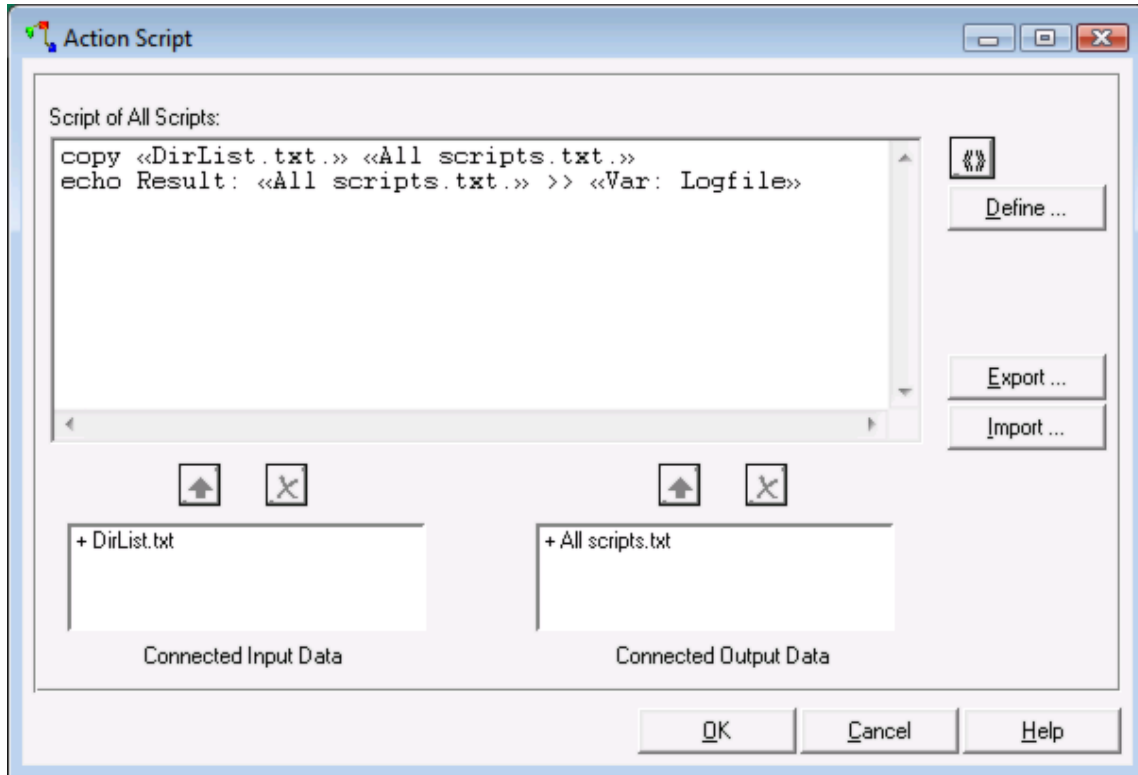 Action Script
Script of All Scripts:
copy «DirList.txt.» «All scripts.txt.»
echo Result: «All scripts.txt.» >> «Var: Logfile»
«»
Define ...
Export ...
Import ...
+ DirList.txt
+ All scripts.txt
Connected Input Data
Connected Output Data
OK
Cancel
Help